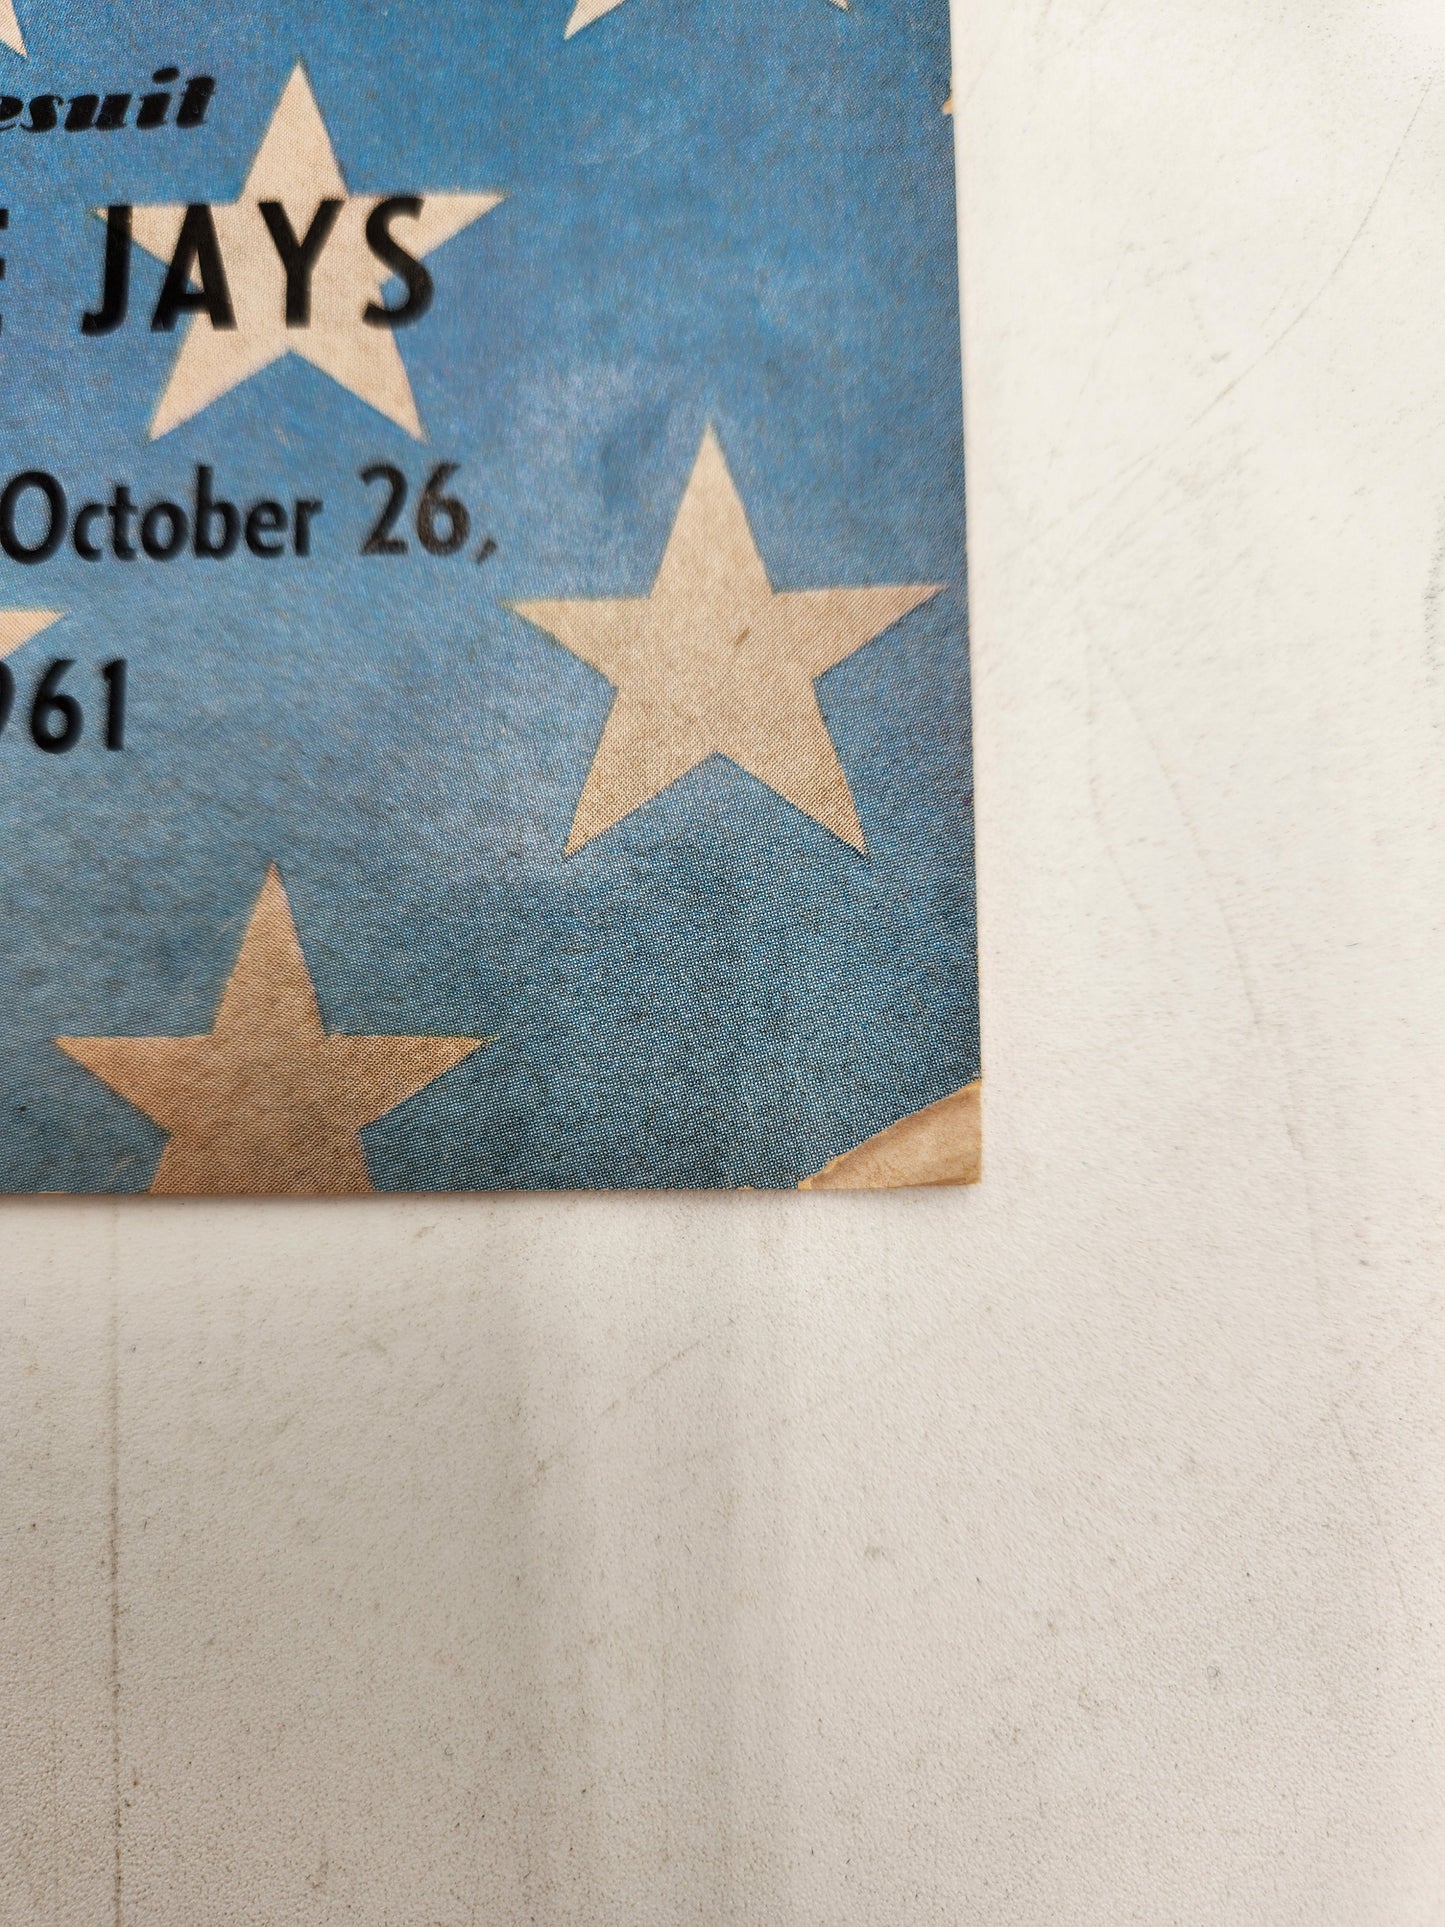 esuit
E JAYS
October 26,
961